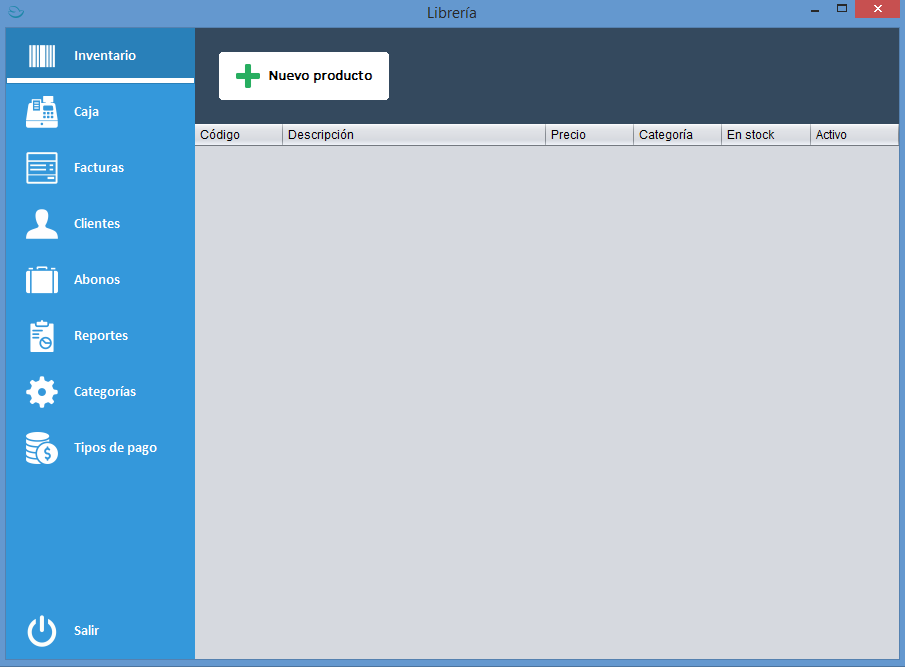 Librería
Inventario
Caja
Facturas
Clientes
Abonos
Reportes
Categorías
Tipos de pago
Salir
Nuevo producto
Código Descripción Precio Categoría En stock Activo